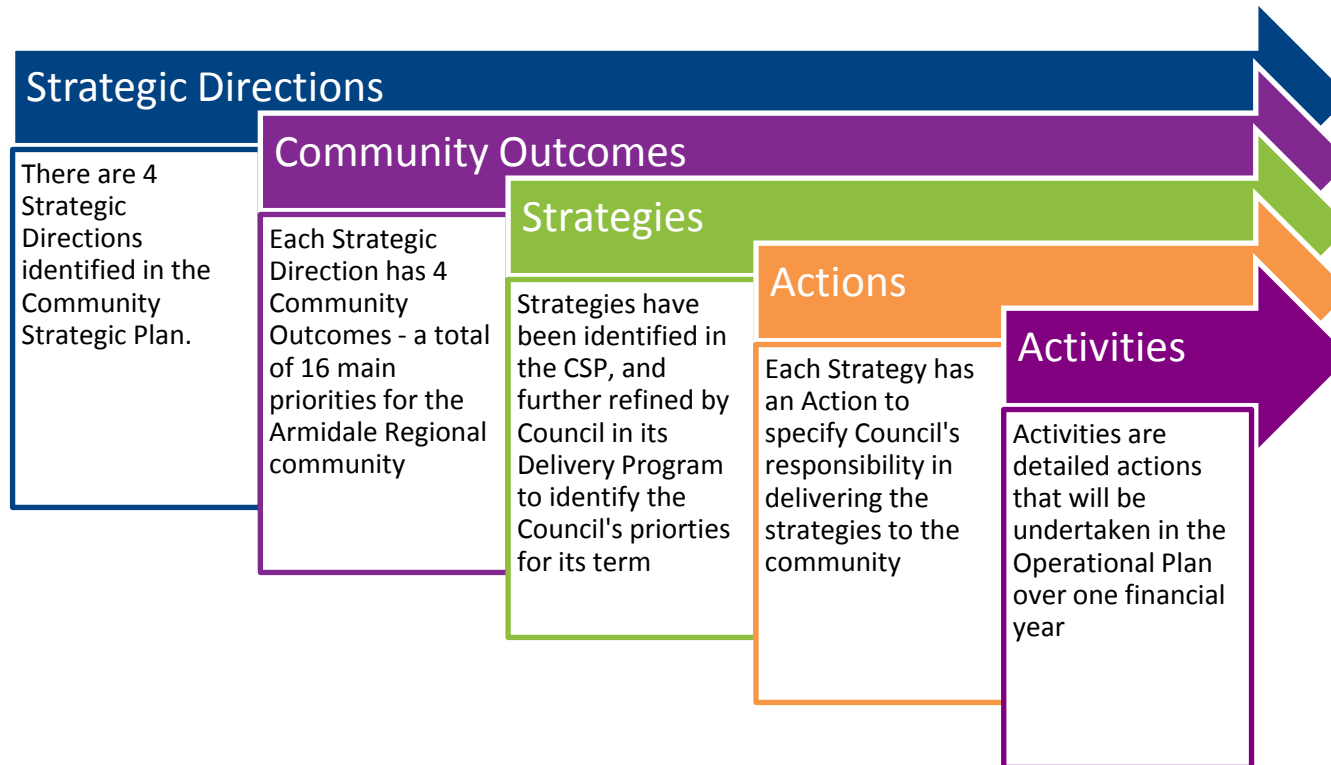 Strategic Directions
There are 4
Strategic
Directions
identified in the
Community
Strategic Plan.
Community Outcomes
Each Strategic
Direction has 4
Community
Outcomes - a total
of 16 main
priorities for the
Armidale Regional
community
Strategies
Strategies have
been identified in
the CSP, and
further refined by
Council in its
Delivery Program
to identify the
Council's priorties
for its term
Actions
Each Strategy has
an Action to
specify Council's
responsibility in
delivering the
strategies to the
community
Activities
Activities are
detailed actions
that will be
undertaken in the
Operational Plan
over one financial
year